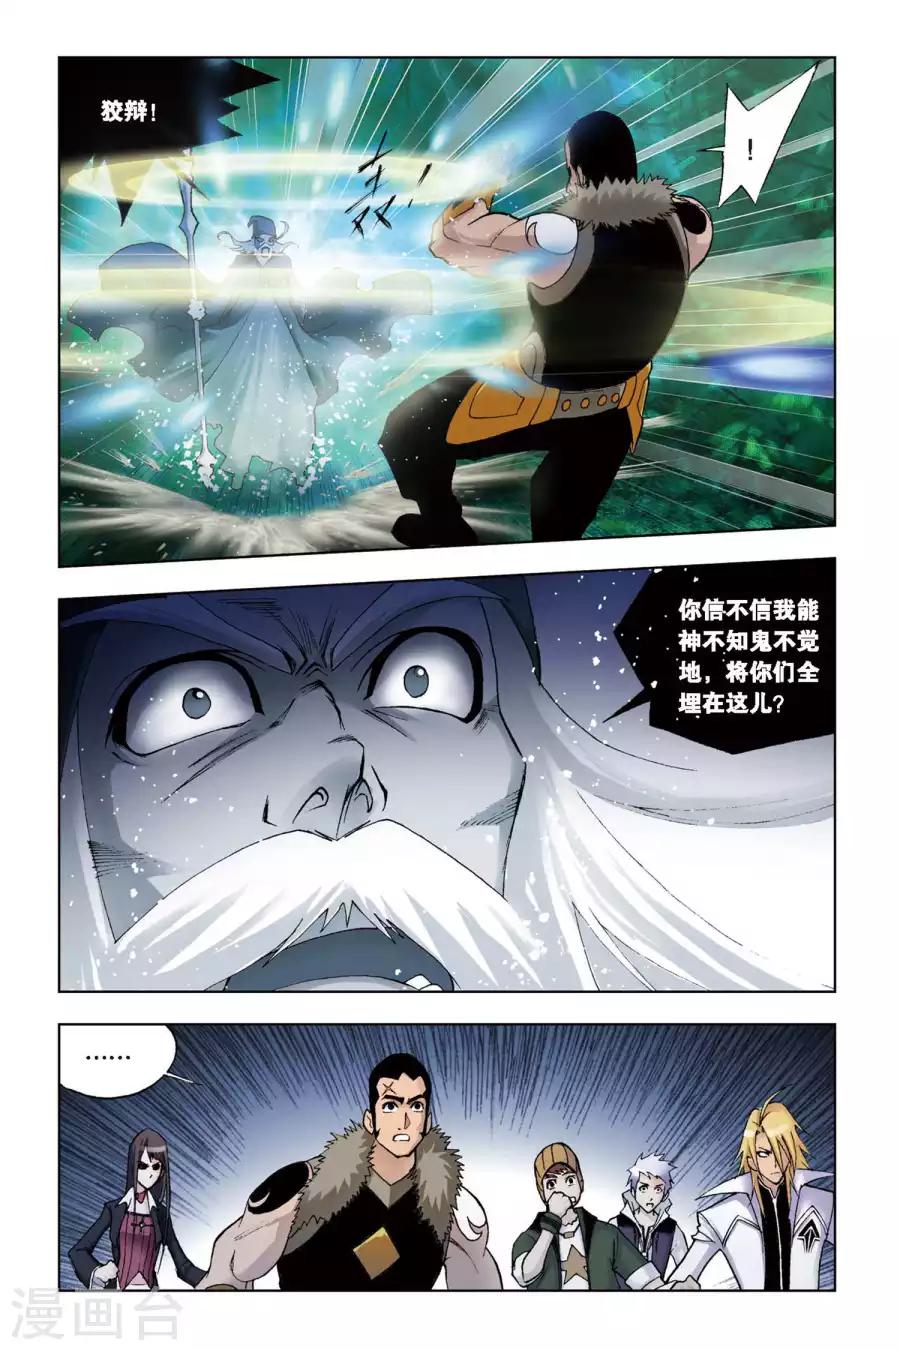 狡辩！
！
轰！
你信不信我能
神不知鬼不觉
地，将你们全
埋在这儿？
……
漫画台